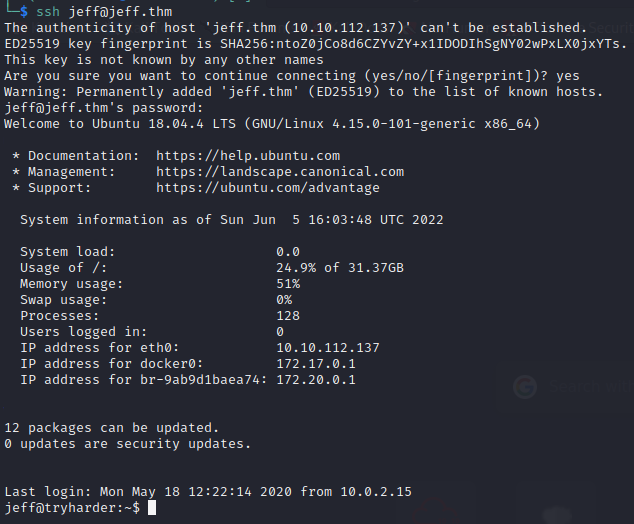 └─$ ssh jeff@jeff.thm
The authenticity of host 'jeff.thm (10.10.112.137)' can't be established.
ED25519 key fingerprint is SHA256:ntoZ0jCo8d6CZYvZY+x1IDODIhSgNY02wPxLX0jxYTs.
This key is not known by any other names
Are you sure you want to continue connecting (yes/no/[fingerprint])? yes
Warning: Permanently added 'jeff.thm' (ED25519) to the list of known hosts.
jeff@jeff.thm's password:
Welcome to Ubuntu 18.04.4 LTS (GNU/Linux 4.15.0-101-generic x86_64)
* Documentation:  https://help.ubuntu.com
* Management:     https://landscape.canonical.com
* Support:        https://ubuntu.com/advantage
System information as of Sun Jun  5 16:03:48 UTC 2022
System load:                    0.0
Usage of /:                     24.9% of 31.37GB
Memory usage:                   51%
Swap usage:                     0%
Processes:                      128
Users logged in:                0
IP address for eth0:            10.10.112.137
IP address for docker0:         172.17.0.1
IP address for br-9ab9d1baea74: 172.20.0.1
12 packages can be updated.
0 updates are security updates.
Last login: Mon May 18 12:22:14 2020 from 10.0.2.15
jeff@tryharder:~$